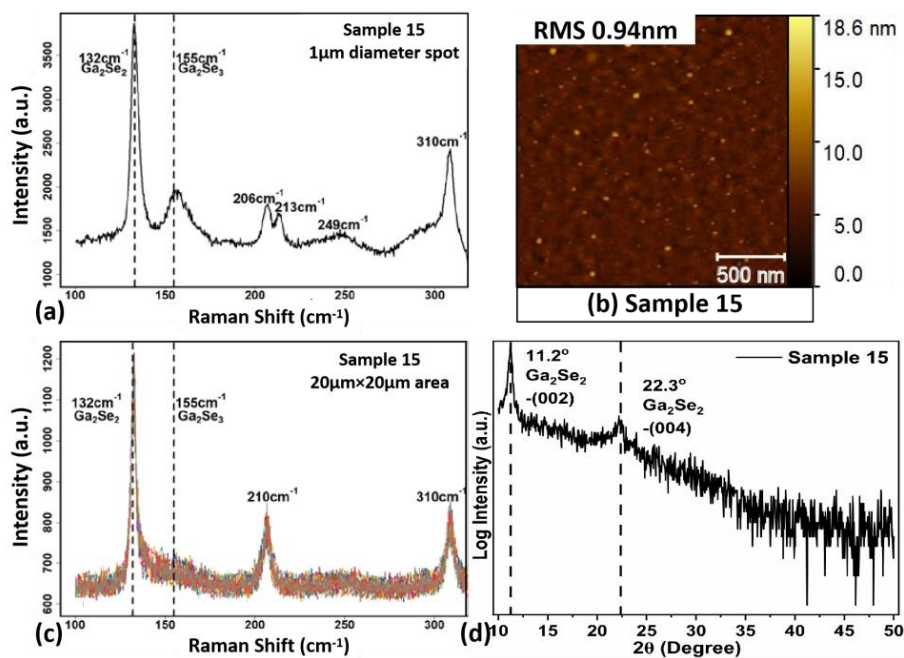 Sample 15
1μm diameter spot
132cm⁻¹
Ga₂Se₂
155cm⁻¹
Ga₂Se₃
206cm⁻¹
213cm⁻¹
249cm⁻¹
310cm⁻¹
Intensity (a.u.)
3500
3000
2500
2000
1500
1000
100
150
200
250
300
(a)
Raman Shift (cm⁻¹)
RMS 0.94nm
18.6 nm
15.0
10.0
5.0
0.0
500 nm
(b) Sample 15
Sample 15
20μm×20μm area
132cm⁻¹
Ga₂Se₂
155cm⁻¹
Ga₂Se₃
210cm⁻¹
310cm⁻¹
Intensity (a.u.)
1200
1100
1000
900
800
700
600
100
150
200
250
300
(c)
Raman Shift (cm⁻¹)
Sample 15
11.2°
Ga₂Se₂
-(002)
22.3°
Ga₂Se₂
-(004)
Log Intensity (a.u.)
10 15 20 25 30 35 40 45 50
(d)
2θ (Degree)